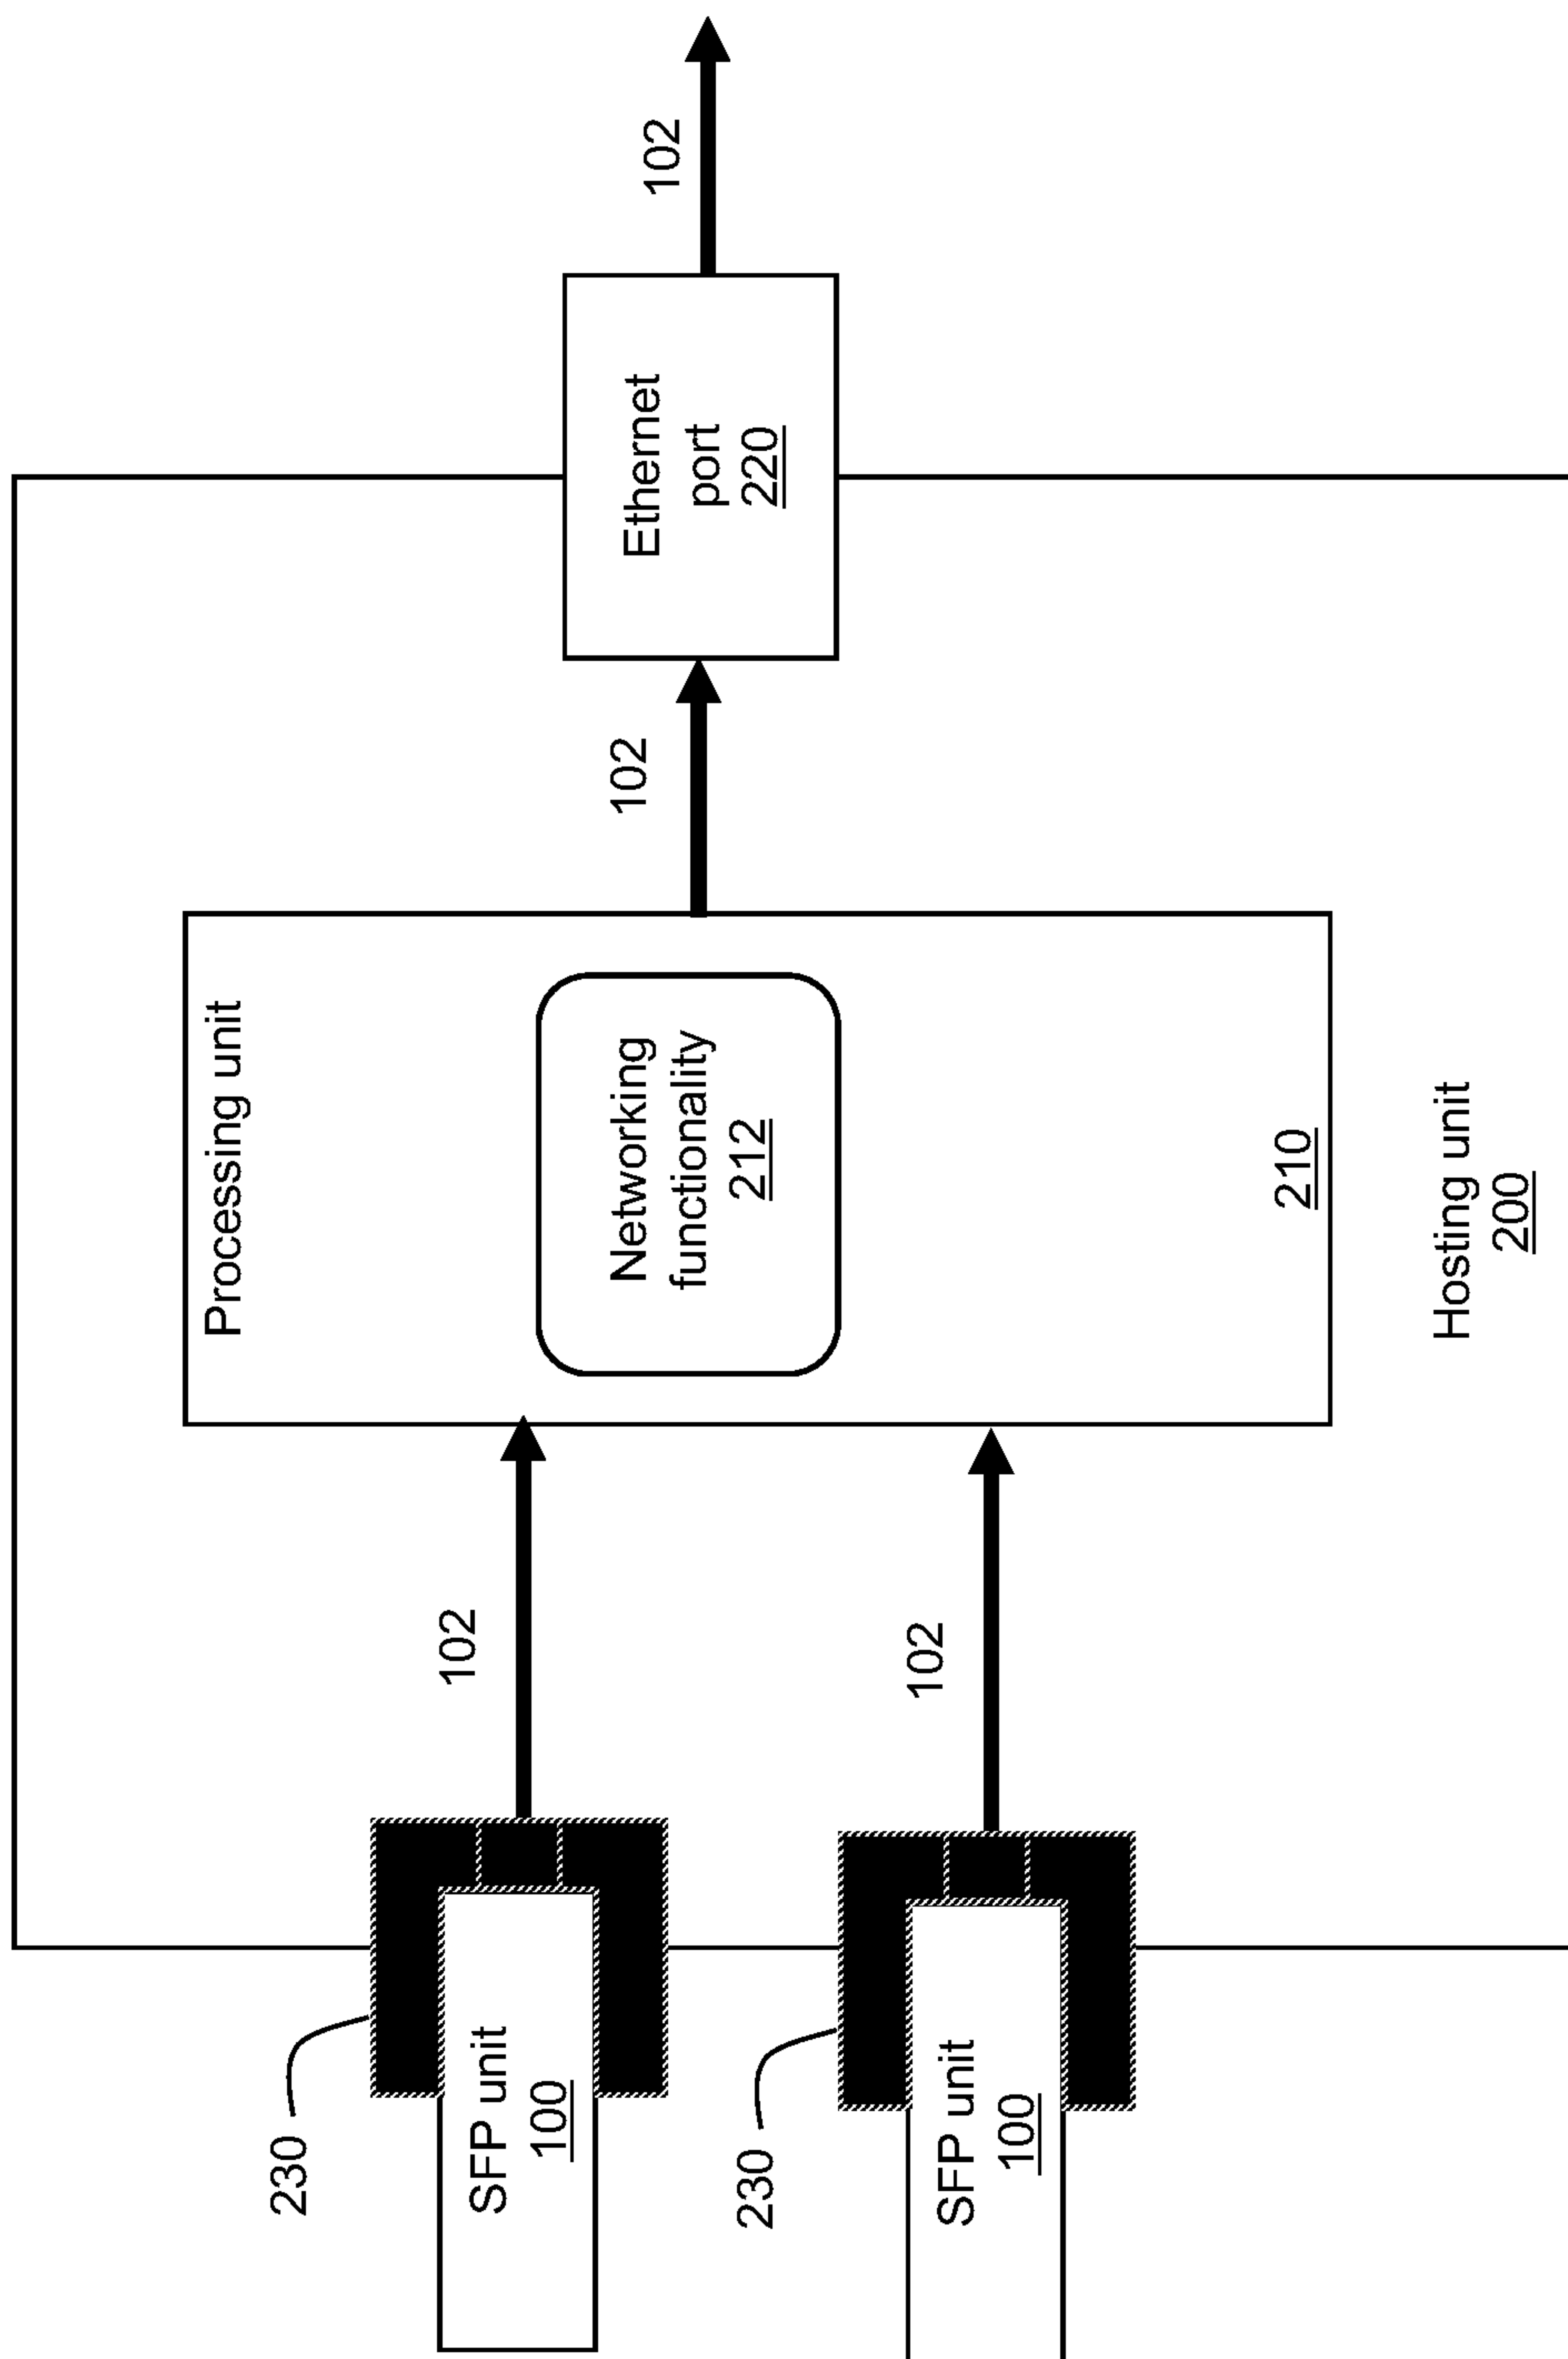 Processing unit
230
102
SFP unit
100
Networking
functionality
212
102
Ethernet
port
220
102
230
102
SFP unit
100
210
Hosting unit
200